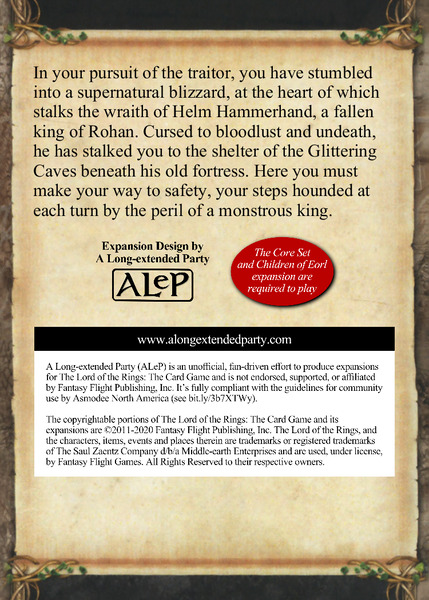 In your pursuit of the traitor, you have stumbled
into a supernatural blizzard, at the heart of which
stalks the wraith of Helm Hammerhand, a fallen
king of Rohan. Cursed to bloodlust and undeath,
he has stalked you to the shelter of the Glittering
Caves beneath his old fortress. Here you must
make your way to safety, your steps hounded at
each turn by the peril of a monstrous king.
Expansion Design by
A Long-extended Party
ALeP
The Core Set
and Children of Eorl
expansion are
required to play
www.alongextendedparty.com
A Long-extended Party (ALeP) is an unofficial, fan-driven effort to produce expansions
for The Lord of the Rings: The Card Game and is not endorsed, supported, or affiliated
by Fantasy Flight Publishing, Inc. It's fully compliant with the guidelines for community
use by Asmodee North America (see bit.ly/3b7XTWy).
The copyrightable portions of The Lord of the Rings: The Card Game and its
expansions are ©2011-2020 Fantasy Flight Publishing, Inc. The Lord of the Rings, and
the characters, items, events and places therein are trademarks or registered trademarks
of The Saul Zaentz Company d/b/a Middle-earth Enterprises and are used, under license,
by Fantasy Flight Games. All Rights Reserved to their respective owners.